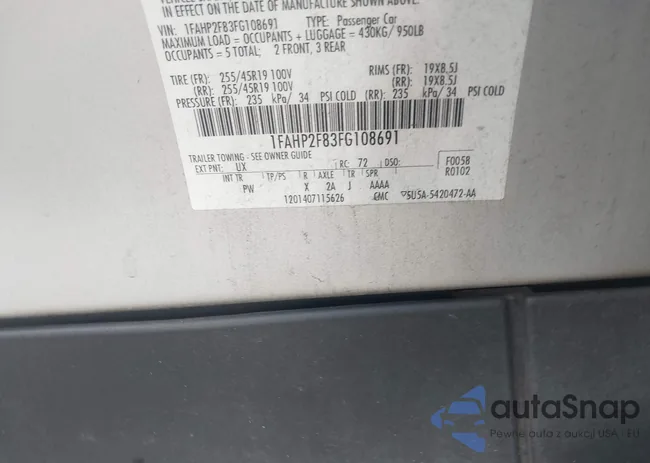 IN EFFECT ON THE DATE OF MANUFACTURE SHOWN ABOVE.
VIN: 1FAHP2F83FG108691 TYPE: Passenger Car
MAXIMUM LOAD = OCCUPANTS + LUGGAGE = 430KG/ 950LB
OCCUPANTS = 5 TOTAL: 2 FRONT, 3 REAR
TIRE (FR): 255/45R19 100V RIMS (FR): 19X8.5J
(RR): 255/45R19 100V (RR): 19X8.5J
PRESSURE (FR): 235 kPa/ 34 PSI COLD (RR): 235 kPa/ 34 PSI COLD
1FAHP2F83FG108691
TRAILER TOWING - SEE OWNER GUIDE
EXT PNT: UX RC: 72 DSO: F0058
INT TR TP/PS R AXLE TR SPR R0102
PW X 2A J AAAA
1201407115626 GMC ▽5U5A-5420472-AA
autoSnap
Pewne auta z aukcji USA - EU